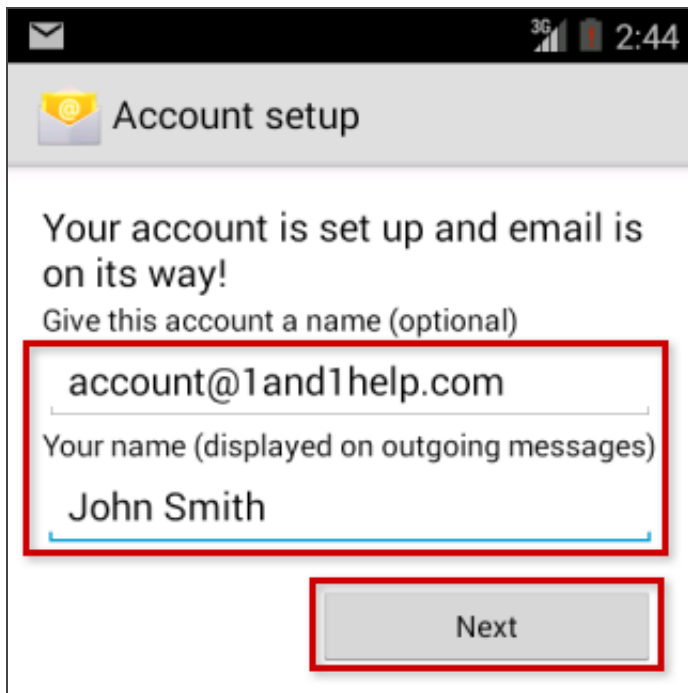 3G 2:44
Account setup
Your account is set up and email is
on its way!
Give this account a name (optional)
account@1and1help.com
Your name (displayed on outgoing messages)
John Smith
Next